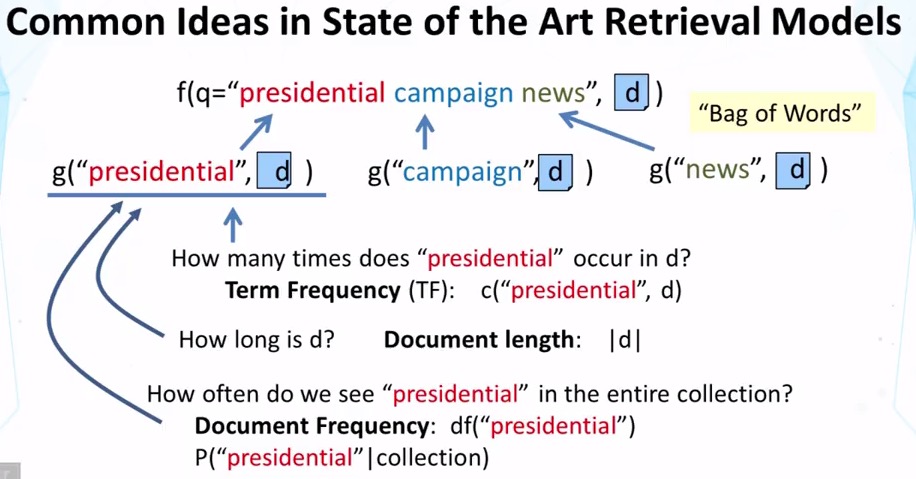 Common Ideas in State of the Art Retrieval Models
f(q=“presidential campaign news”, d )
“Bag of Words”
g(“presidential”, d ) g(“campaign”, d ) g(“news”, d )
How many times does “presidential” occur in d?
Term Frequency (TF): c(“presidential”, d)
How long is d? Document length: |d|
How often do we see “presidential” in the entire collection?
Document Frequency: df(“presidential”)
P(“presidential”|collection)